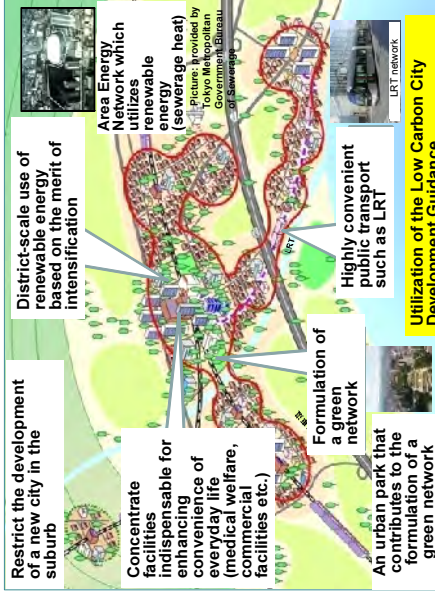 Restrict the development
of a new city in the
suburb
District-scale use of
renewable energy
based on the merit of
intensification
Area Energy
Network which
utilizes
renewable
energy
(sewerage heat)
Picture: provided by
Tokyo Metropolitan
Government Bureau
of Sewerage
Concentrate
facilities
indispensable for
enhancing
convenience of
everyday life
(medical welfare,
commercial
facilities etc.)
Formulation of
a green
network
LRT
Highly convenient
public transport
such as LRT
LRT network
An urban park that
contributes to the
formulation of a
green network
Utilization of the Low Carbon City
Development Guidance